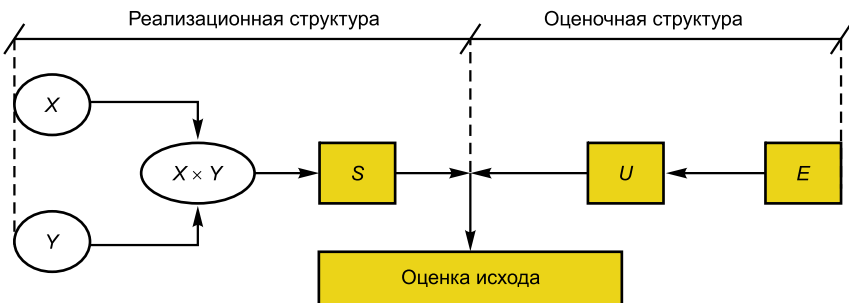 Реализационная структура
Оценочная структура
X
X × Y
S
U
E
Y
Оценка исхода